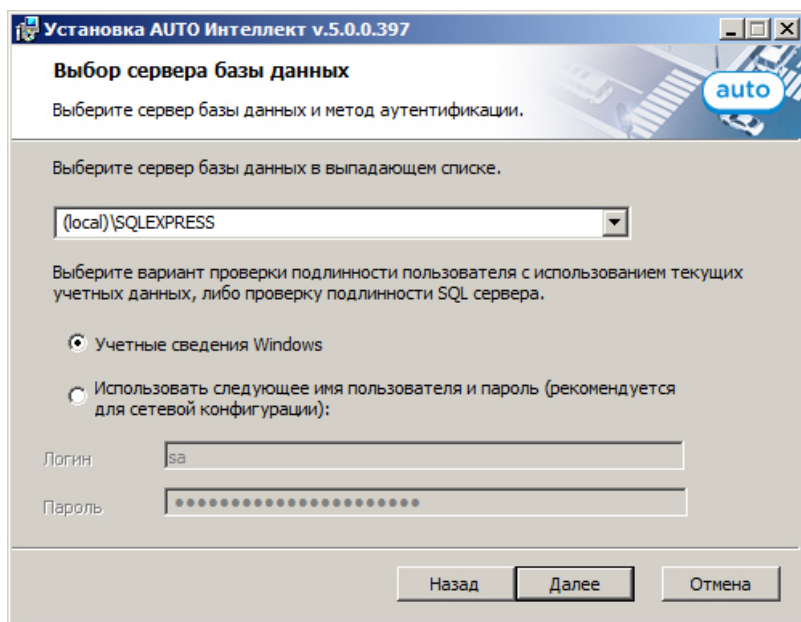 Установка AUTO Интеллект v.5.0.0.397
Выбор сервера базы данных
Выберите сервер базы данных и метод аутентификации.
auto
Выберите сервер базы данных в выпадающем списке.
(local)\SQLEXPRESS
Выберите вариант проверки подлинности пользователя с использованием текущих
учетных данных, либо проверку подлинности SQL сервера.
Учетные сведения Windows
Использовать следующее имя пользователя и пароль (рекомендуется
для сетевой конфигурации):
Логин sa
Пароль ••••••••••••••••••••••
Назад Далее Отмена